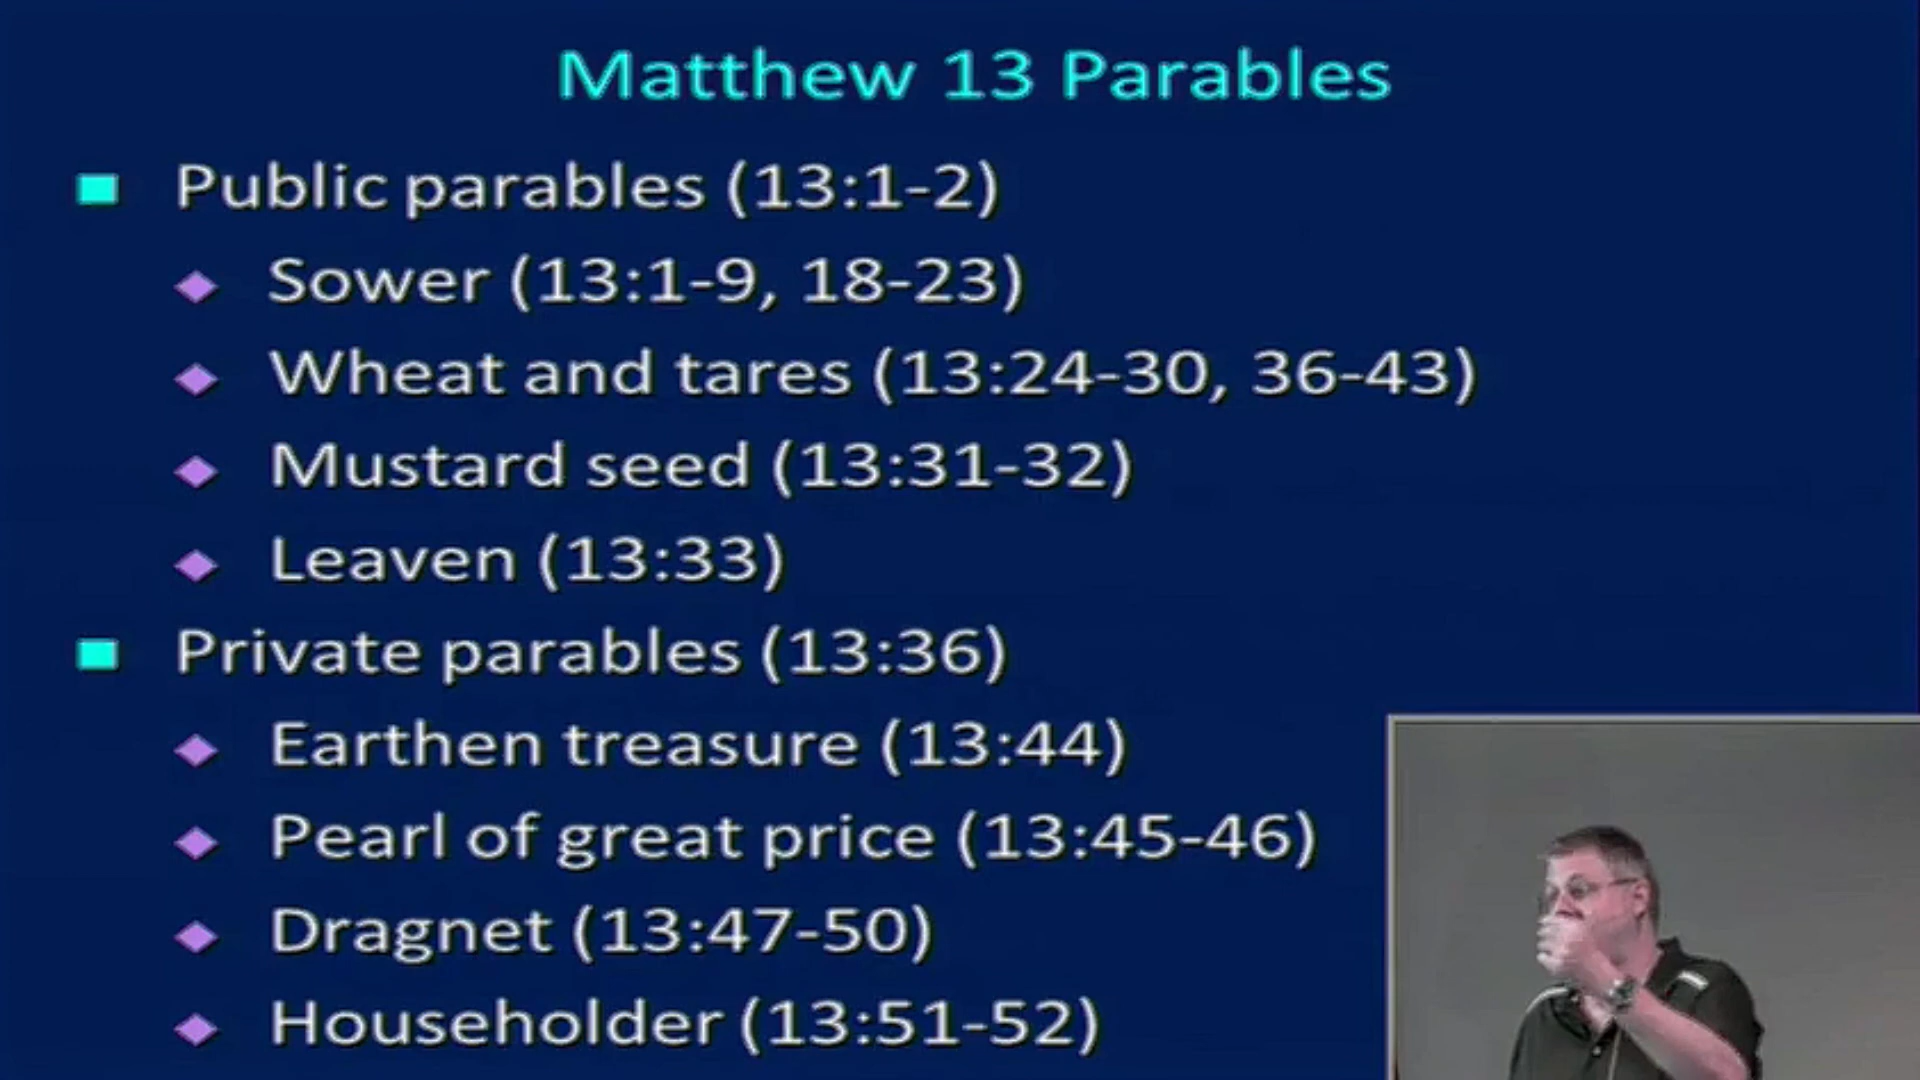 Matthew 13 Parables
Public parables (13:1-2)
Sower (13:1-9, 18-23)
Wheat and tares (13:24-30, 36-43)
Mustard seed (13:31-32)
Leaven (13:33)
Private parables (13:36)
Earthen treasure (13:44)
Pearl of great price (13:45-46)
Dragnet (13:47-50)
Householder (13:51-52)